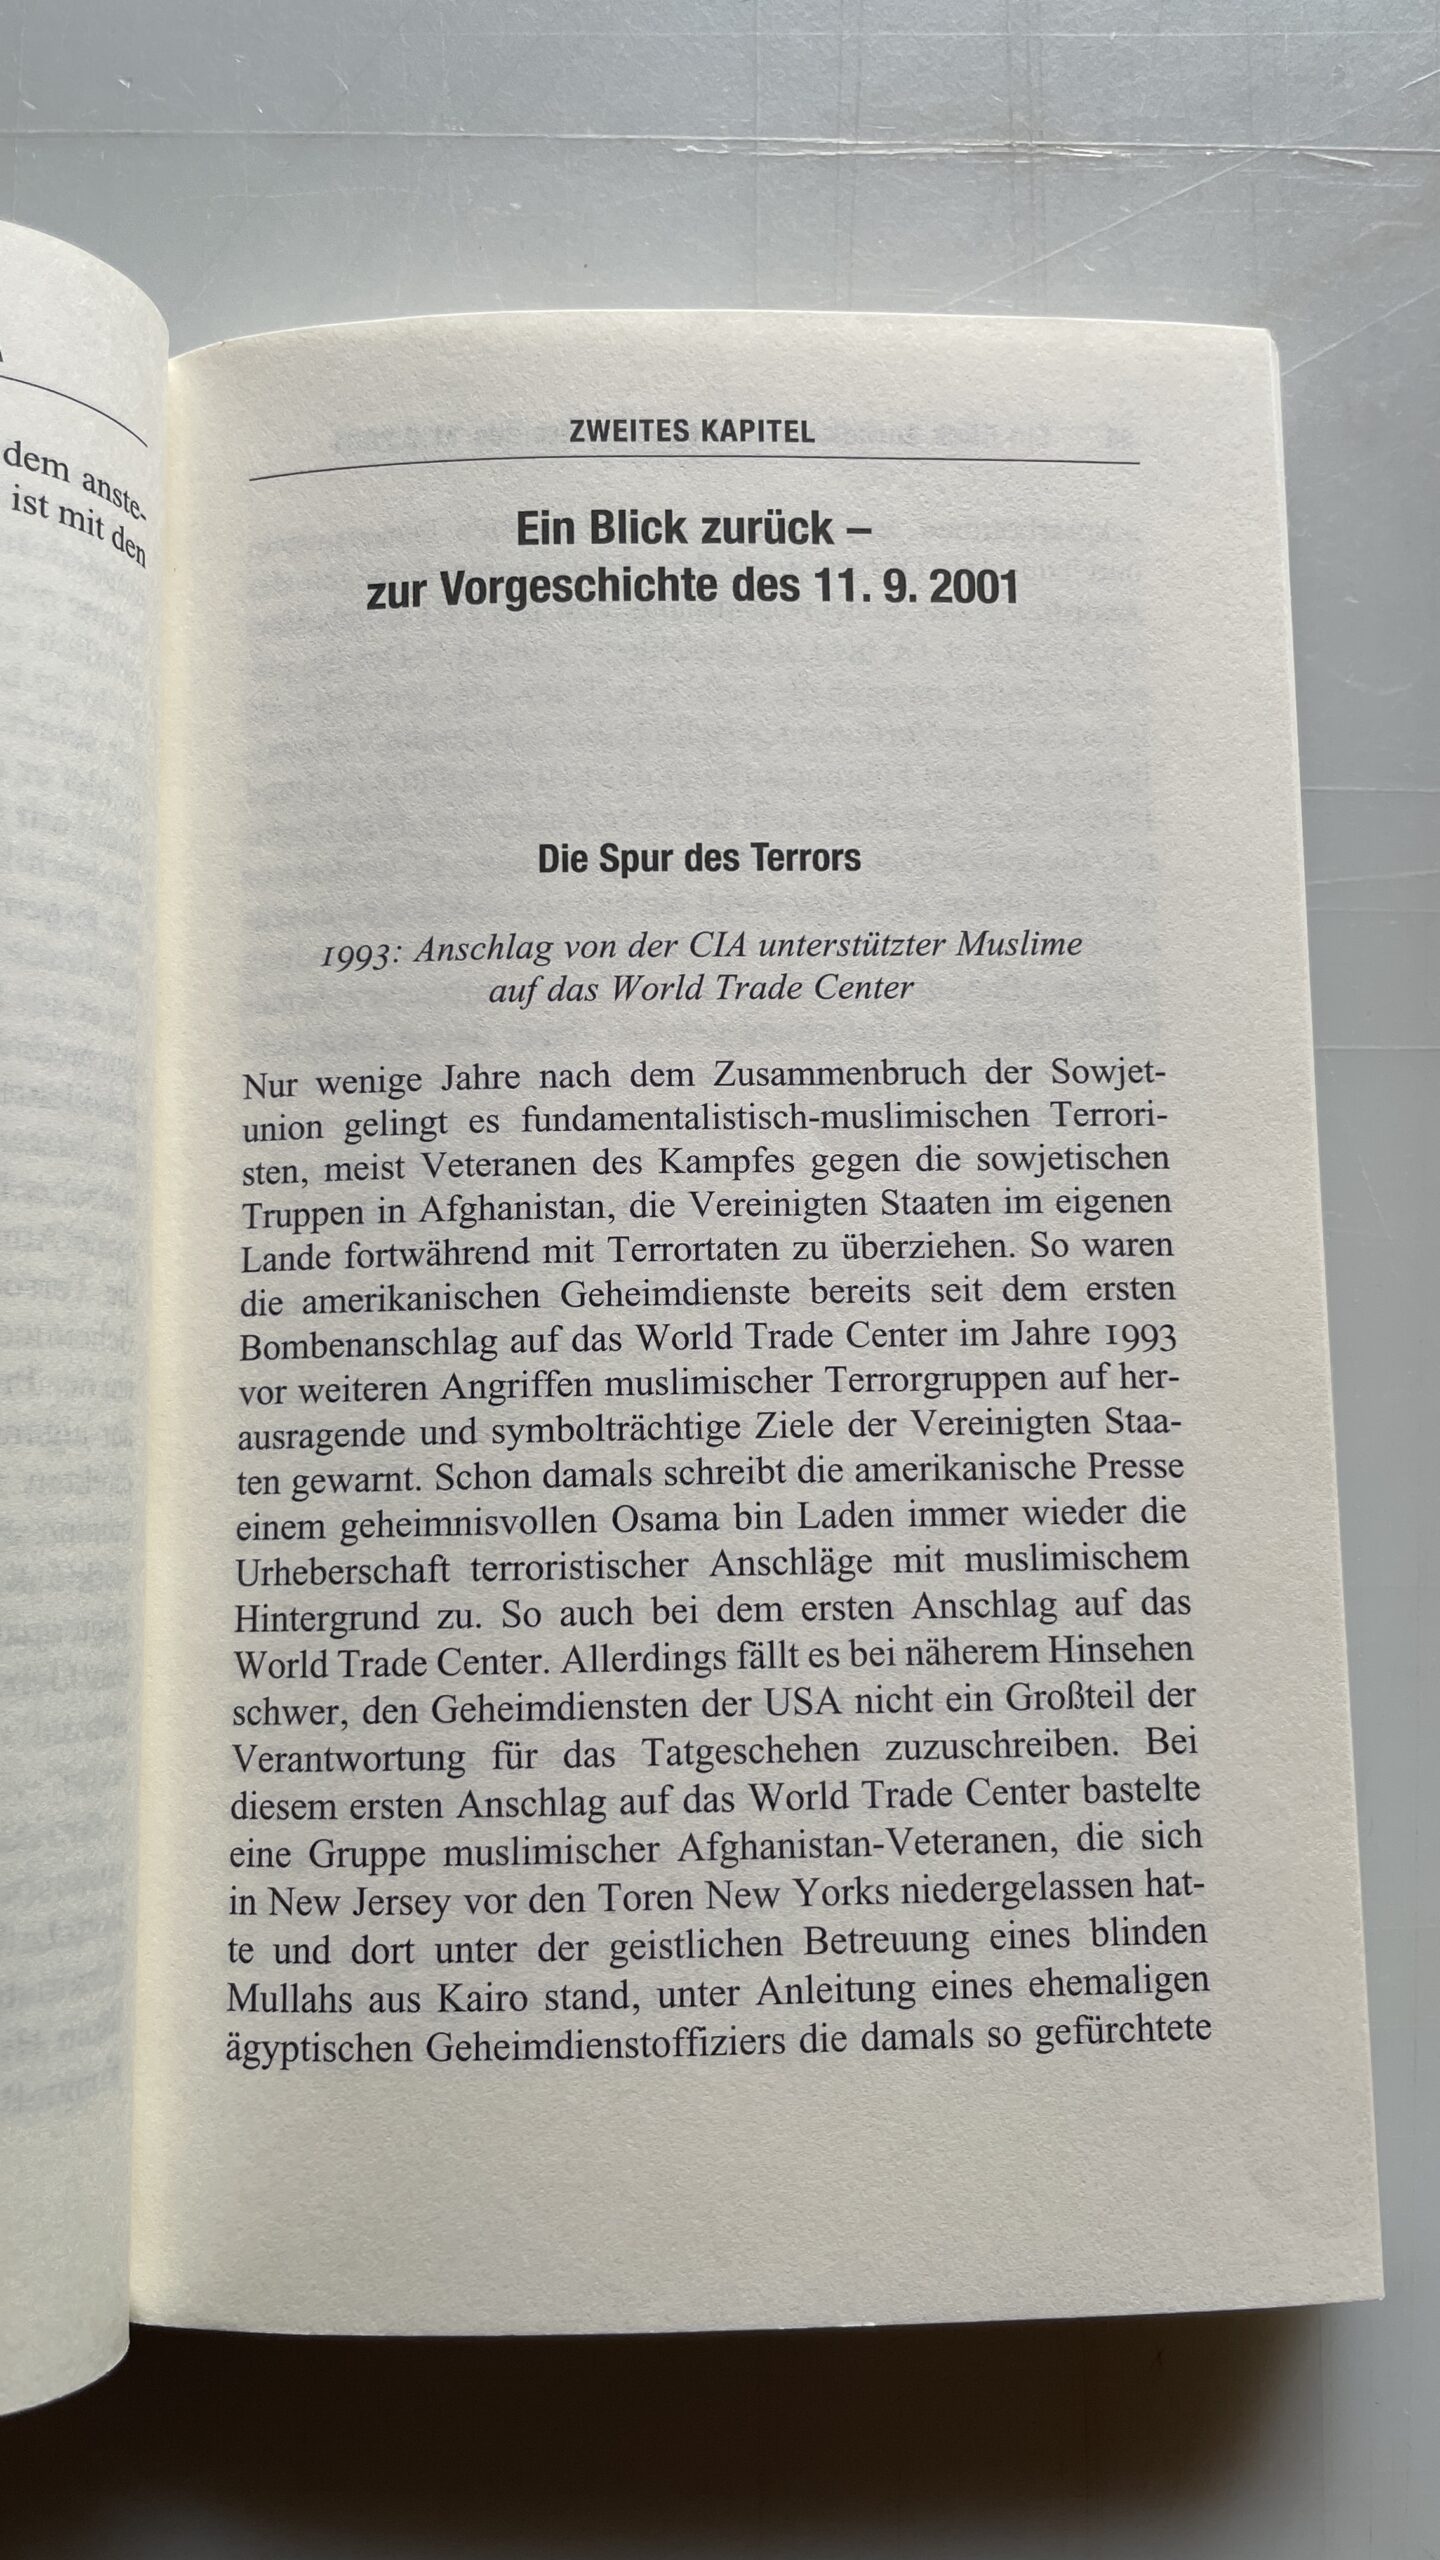 dem anste-
ist mit den
ZWEITES KAPITEL
Ein Blick zurück –
zur Vorgeschichte des 11. 9. 2001
Die Spur des Terrors
1993: Anschlag von der CIA unterstützter Muslime
auf das World Trade Center
Nur wenige Jahre nach dem Zusammenbruch der Sowjet-
union gelingt es fundamentalistisch-muslimischen Terrori-
sten, meist Veteranen des Kampfes gegen die sowjetischen
Truppen in Afghanistan, die Vereinigten Staaten im eigenen
Lande fortwährend mit Terrortaten zu überziehen. So waren
die amerikanischen Geheimdienste bereits seit dem ersten
Bombenanschlag auf das World Trade Center im Jahre 1993
vor weiteren Angriffen muslimischer Terrorgruppen auf her-
ausragende und symbolträchtige Ziele der Vereinigten Staa-
ten gewarnt. Schon damals schreibt die amerikanische Presse
einem geheimnisvollen Osama bin Laden immer wieder die
Urheberschaft terroristischer Anschläge mit muslimischem
Hintergrund zu. So auch bei dem ersten Anschlag auf das
World Trade Center. Allerdings fällt es bei näherem Hinsehen
schwer, den Geheimdiensten der USA nicht ein Großteil der
Verantwortung für das Tatgeschehen zuzuschreiben. Bei
diesem ersten Anschlag auf das World Trade Center bastelte
eine Gruppe muslimischer Afghanistan-Veteranen, die sich
in New Jersey vor den Toren New Yorks niedergelassen hat-
te und dort unter der geistlichen Betreuung eines blinden
Mullahs aus Kairo stand, unter Anleitung eines ehemaligen
ägyptischen Geheimdienstoffiziers die damals so gefürchtete